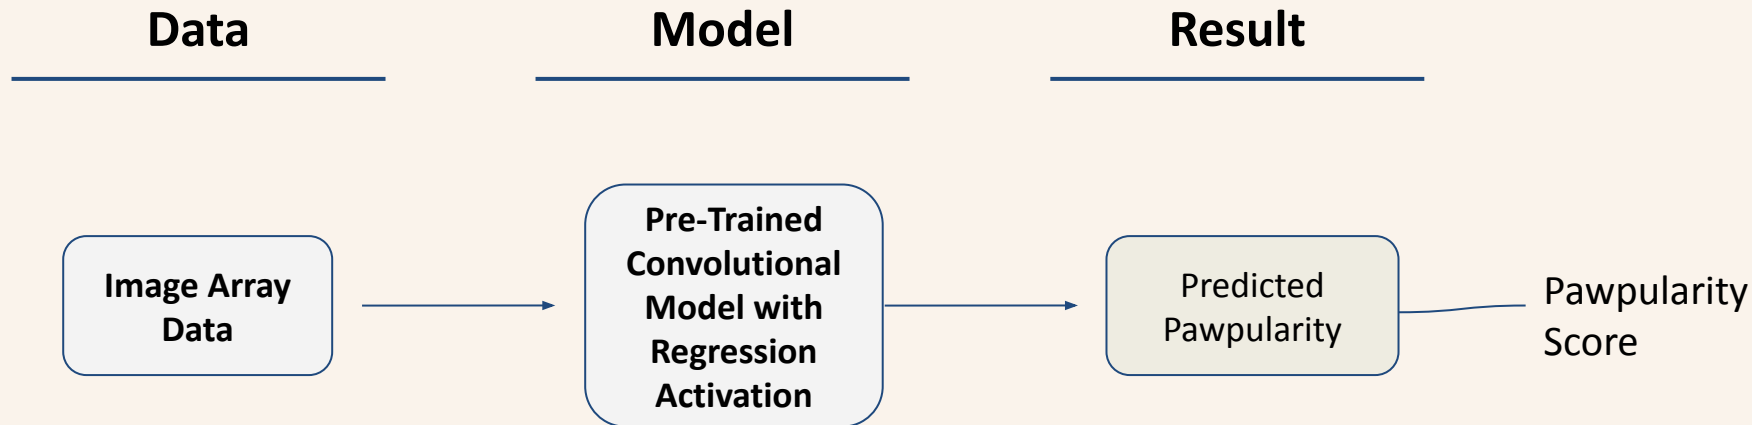 Data
Model
Result
Image Array
Data
Pre-Trained
Convolutional
Model with
Regression
Activation
Predicted
Pawpularity
Pawpularity
Score